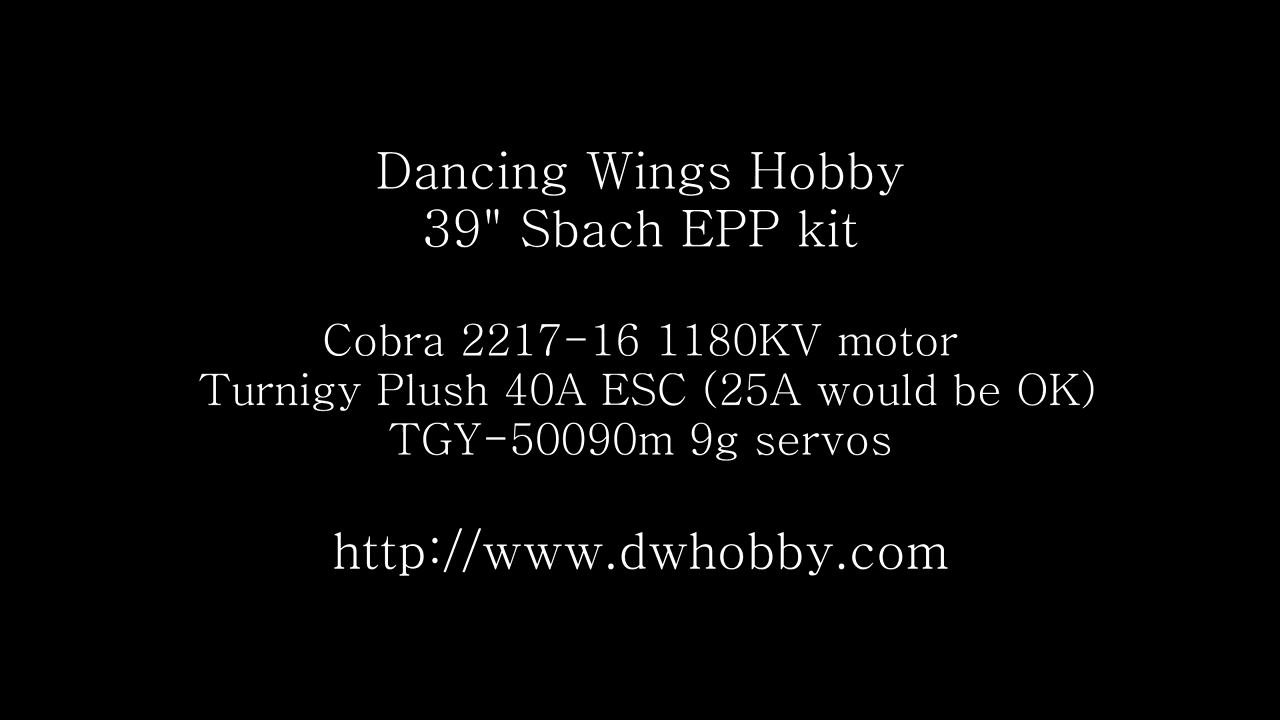 Dancing Wings Hobby
39" Sbach EPP kit
Cobra 2217-16 1180KV motor
Turnigy Plush 40A ESC (25A would be OK)
TGY-50090m 9g servos
http://www.dwhobby.com